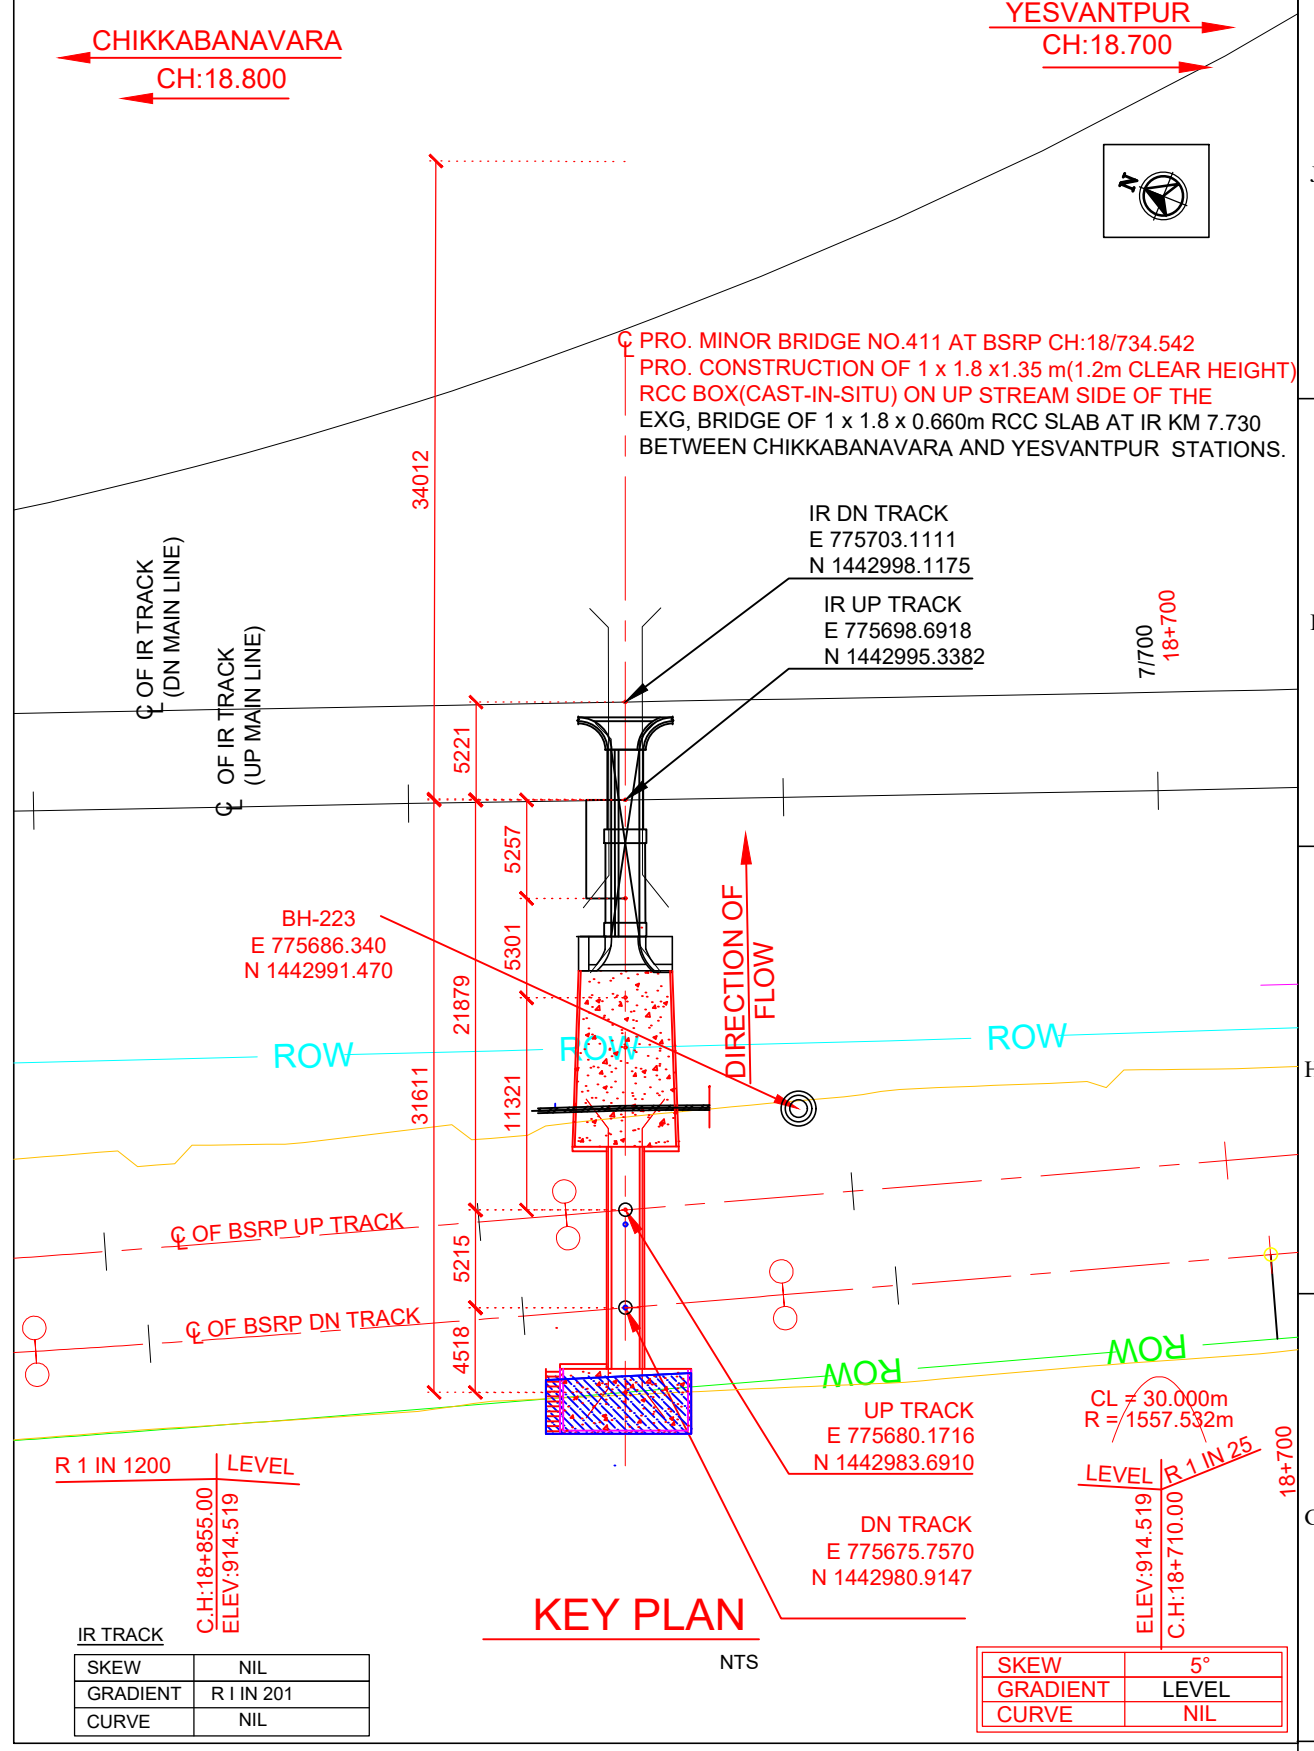 CHIKKABANAVARA
CH:18.800
YESVANTPUR
CH:18.700
N
34012
℄ PRO. MINOR BRIDGE NO.411 AT BSRP CH:18/734.542
PRO. CONSTRUCTION OF 1 x 1.8 x1.35 m(1.2m CLEAR HEIGHT)
RCC BOX(CAST-IN-SITU) ON UP STREAM SIDE OF THE
EXG, BRIDGE OF 1 x 1.8 x 0.660m RCC SLAB AT IR KM 7.730
BETWEEN CHIKKABANAVARA AND YESVANTPUR STATIONS.
IR DN TRACK
E 775703.1111
N 1442998.1175
IR UP TRACK
E 775698.6918
N 1442995.3382
℄ OF IR TRACK
(DN MAIN LINE)
℄ OF IR TRACK
(UP MAIN LINE)
7/700
18+700
5221
5257
5301
21879
31611
11321
5215
4518
BH-223
E 775686.340
N 1442991.470
DIRECTION OF
FLOW
ROW
ROW
ROW
℄ OF BSRP UP TRACK
℄ OF BSRP DN TRACK
ROW
ROW
UP TRACK
E 775680.1716
N 1442983.6910
DN TRACK
E 775675.7570
N 1442980.9147
CL = 30.000m
R = 1557.532m
R 1 IN 1200
LEVEL
C.H:18+855.00
ELEV:914.519
LEVEL
R 1 IN 25
ELEV:914.519
C.H:18+710.00
18+700
KEY PLAN
NTS
IR TRACK
SKEW NIL
GRADIENT R I IN 201
CURVE NIL
SKEW 5°
GRADIENT LEVEL
CURVE NIL